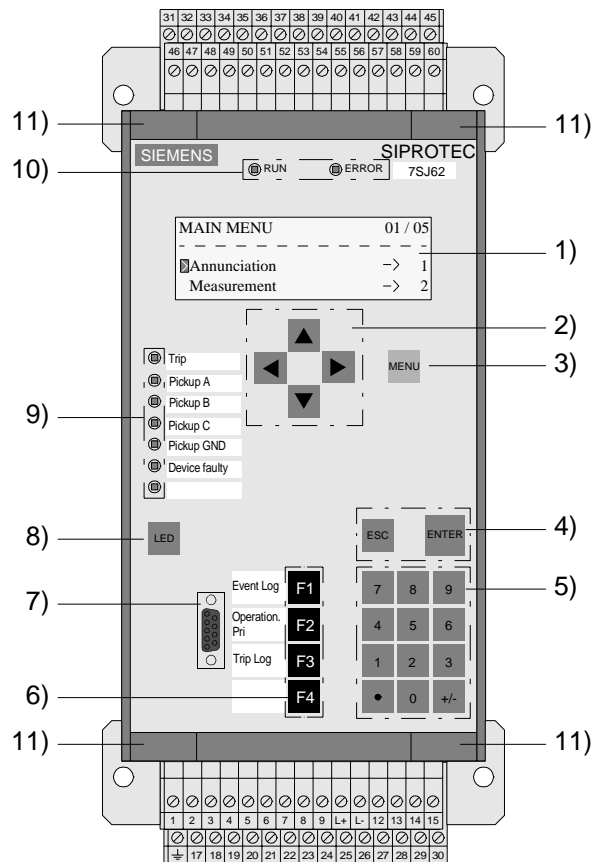 31 32 33 34 35 36 37 38 39 40 41 42 43 44 45
46 47 48 49 50 51 52 53 54 55 56 57 58 59 60
11) 11)
SIEMENS SIPROTEC
10) RUN ERROR 7SJ62
MAIN MENU 01 / 05
1)
Annunciation —> 1
Measurement —> 2
2)
Trip
3) MENU
Pickup A
Pickup B
9)
Pickup C
Pickup GND
Device faulty
8) LED ESC ENTER 4)
7) Event Log F1 7 8 9 5)
Operation.
Pri F2 4 5 6
Trip Log F3 1 2 3
6) F4 • 0 +/-
11) 11)
1 2 3 4 5 6 7 8 9 L+ L- 12 13 14 15
17 18 19 20 21 22 23 24 25 26 27 28 29 30